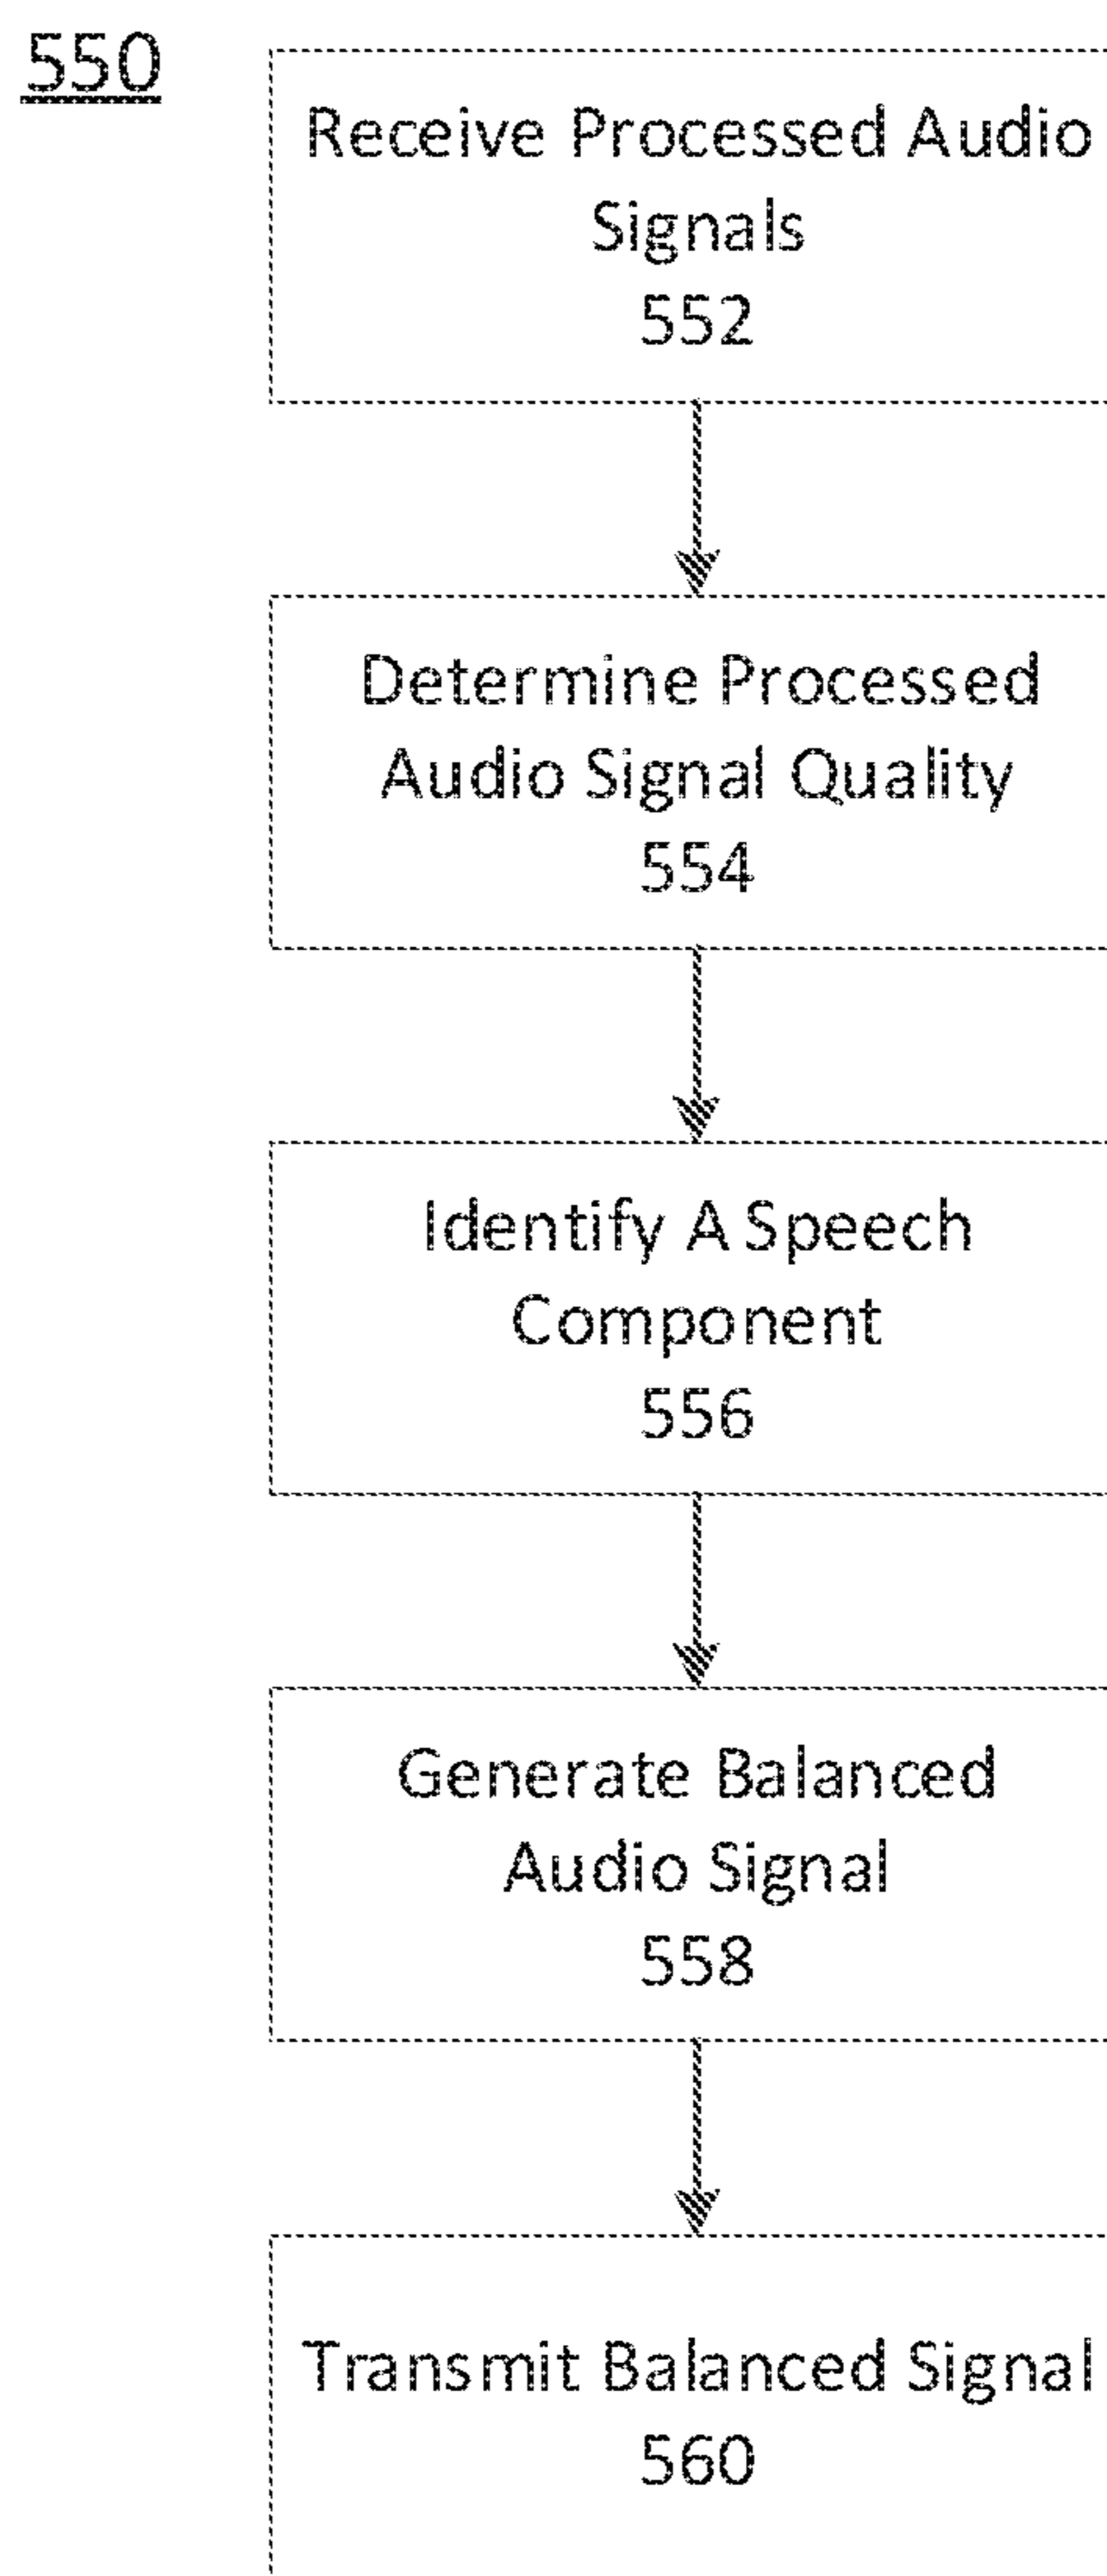 550
Receive Processed Audio
Signals
552
Determine Processed
Audio Signal Quality
554
Identify A Speech
Component
556
Generate Balanced
Audio Signal
558
Transmit Balanced Signal
560